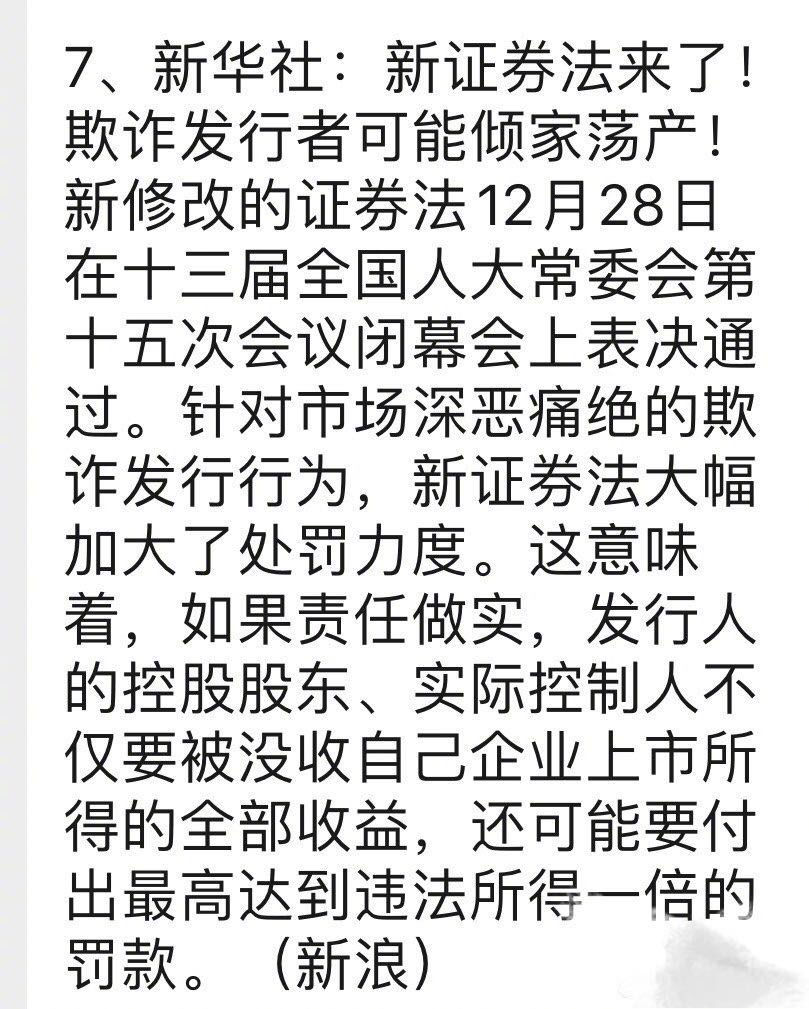 7、新华社：新证券法来了！
欺诈发行者可能倾家荡产！
新修改的证券法12月28日
在十三届全国人大常委会第
十五次会议闭幕会上表决通
过。针对市场深恶痛绝的欺
诈发行行为，新证券法大幅
加大了处罚力度。这意味
着，如果责任做实，发行人
的控股股东、实际控制人不
仅要被没收自己企业上市所
得的全部收益，还可能要付
出最高达到违法所得一倍的
罚款。（新浪）